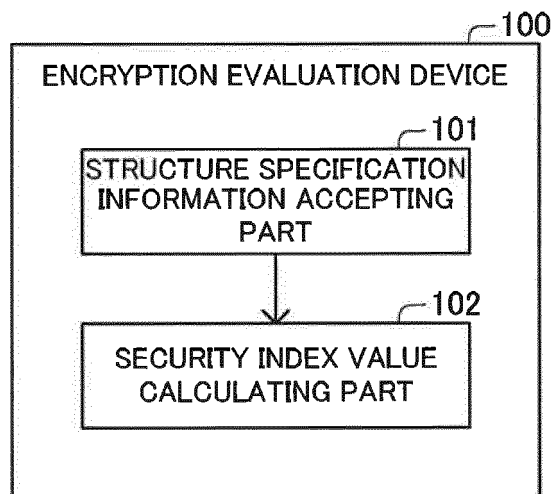 100
ENCRYPTION EVALUATION DEVICE
101
STRUCTURE SPECIFICATION
INFORMATION ACCEPTING
PART
102
SECURITY INDEX VALUE
CALCULATING PART